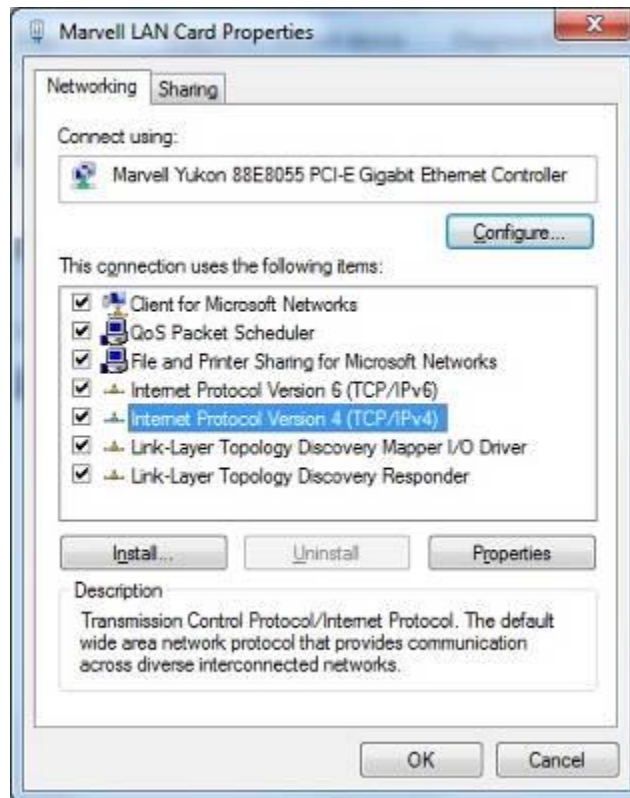 Marvell LAN Card Properties
Networking
Sharing
Connect using:
Marvell Yukon 88E8055 PCI-E Gigabit Ethernet Controller
Configure...
This connection uses the following items:
Client for Microsoft Networks
QoS Packet Scheduler
File and Printer Sharing for Microsoft Networks
Internet Protocol Version 6 (TCP/IPv6)
Internet Protocol Version 4 (TCP/IPv4)
Link-Layer Topology Discovery Mapper I/O Driver
Link-Layer Topology Discovery Responder
Install...
Uninstall
Properties
Description
Transmission Control Protocol/Internet Protocol. The default
wide area network protocol that provides communication
across diverse interconnected networks.
OK
Cancel